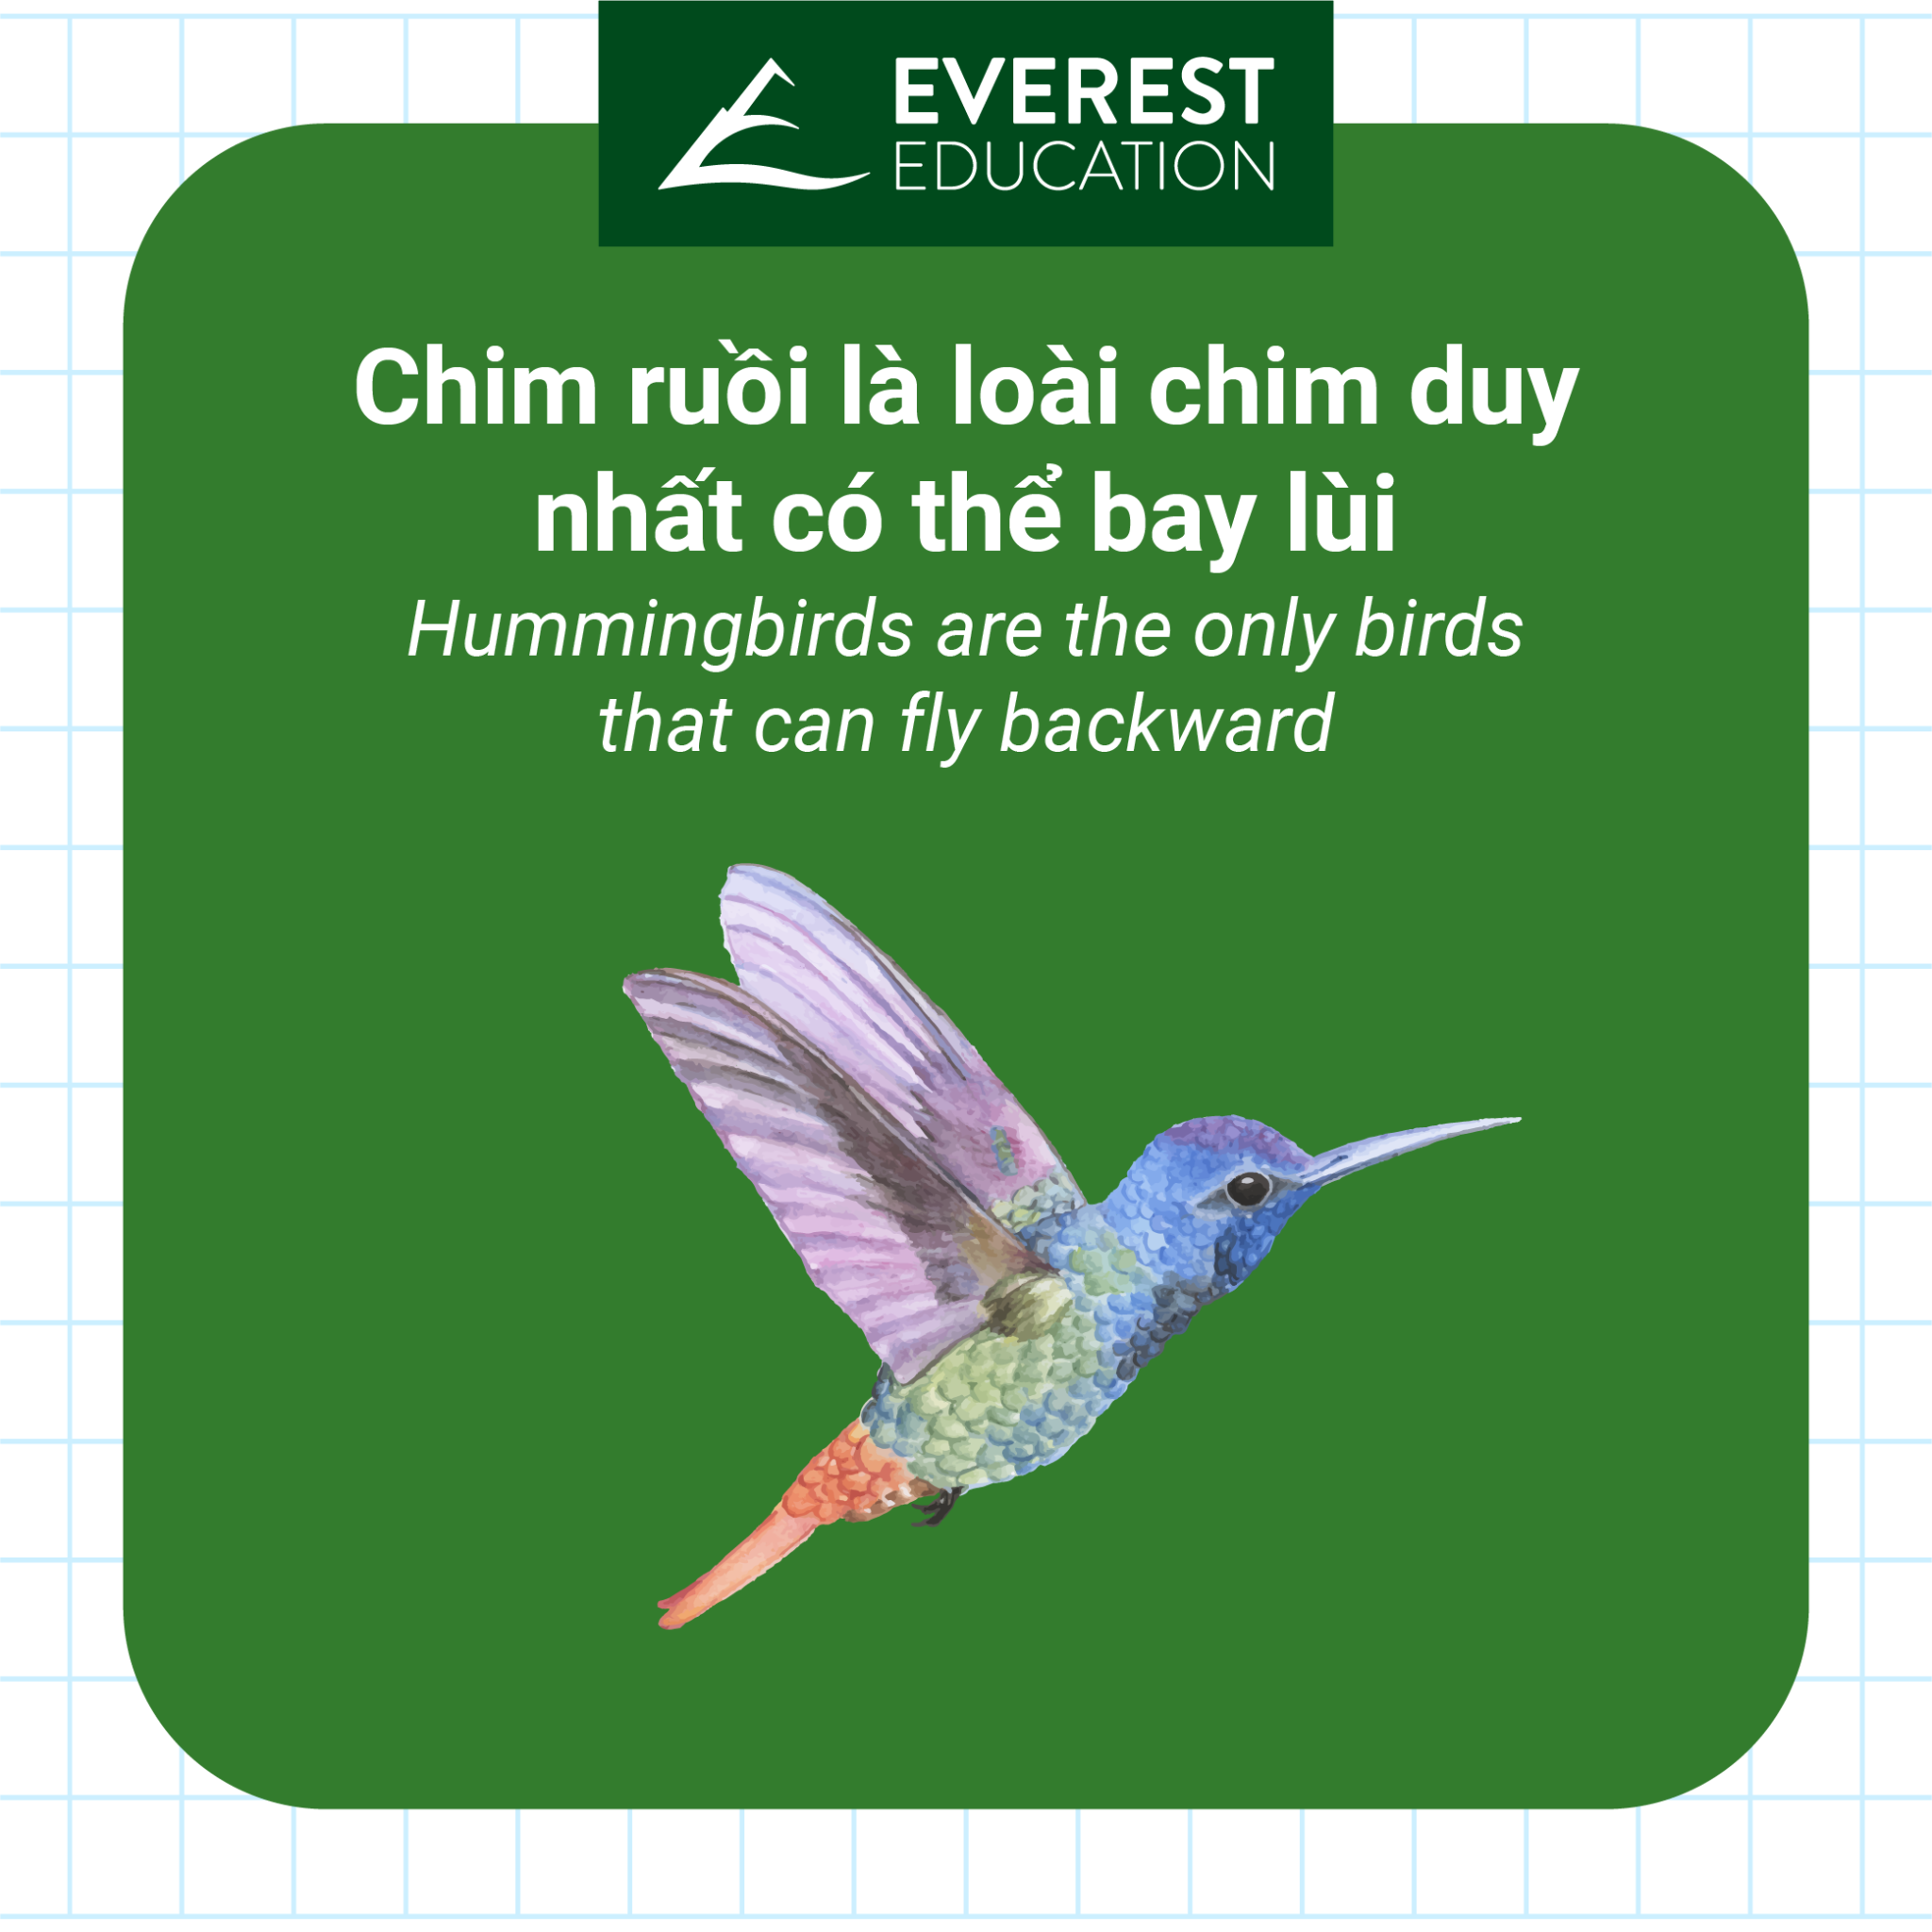 EVEREST
EDUCATION
Chim ruồi là loài chim duy
nhất có thể bay lùi
Hummingbirds are the only birds
that can fly backward